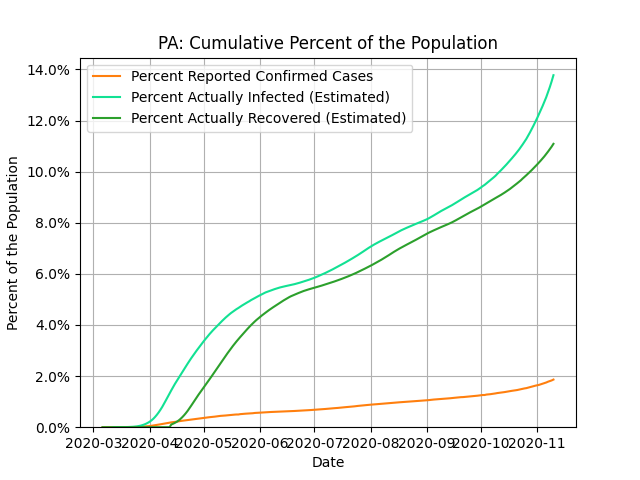 PA: Cumulative Percent of the Population
Percent Reported Confirmed Cases
Percent Actually Infected (Estimated)
Percent Actually Recovered (Estimated)
Percent of the Population
14.0%
12.0%
10.0%
8.0%
6.0%
4.0%
2.0%
0.0%
2020-03 2020-04 2020-05 2020-06 2020-07 2020-08 2020-09 2020-10 2020-11
Date